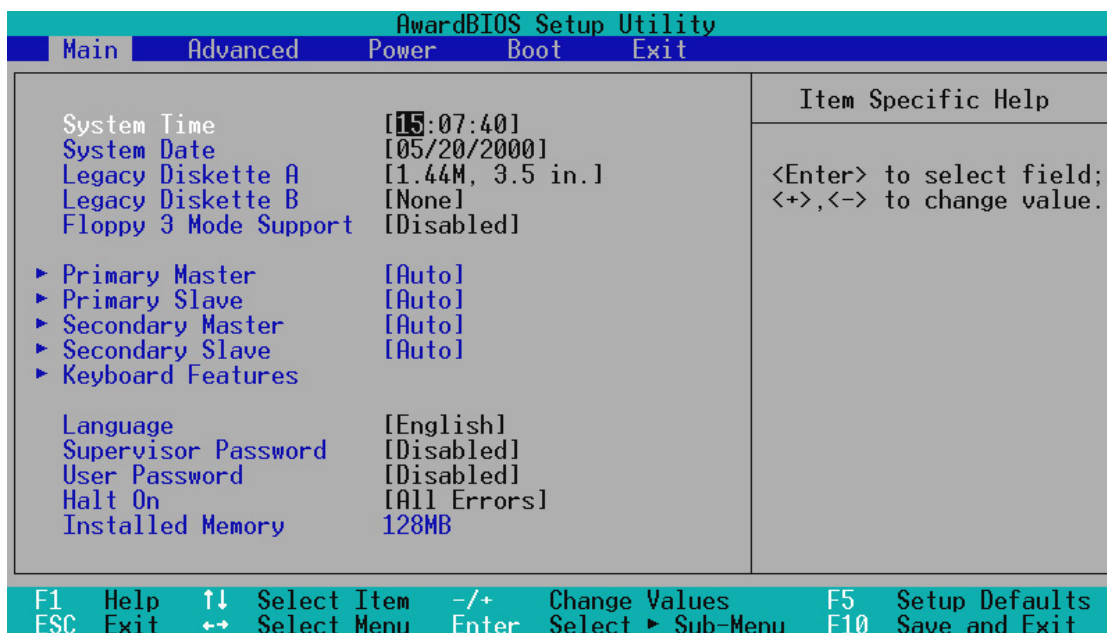 AwardBIOS Setup Utility
Main Advanced Power Boot Exit
Item Specific Help
System Time [15:07:40]
System Date [05/20/2000]
Legacy Diskette A [1.44M, 3.5 in.]
Legacy Diskette B [None]
Floppy 3 Mode Support [Disabled]
<Enter> to select field;
<+>,<-> to change value.
► Primary Master [Auto]
► Primary Slave [Auto]
► Secondary Master [Auto]
► Secondary Slave [Auto]
► Keyboard Features
Language [English]
Supervisor Password [Disabled]
User Password [Disabled]
Halt On [All Errors]
Installed Memory 128MB
F1 Help ↑↓ Select Item -/+ Change Values F5 Setup Defaults
ESC Exit ←→ Select Menu Enter Select ► Sub-Menu F10 Save and Exit